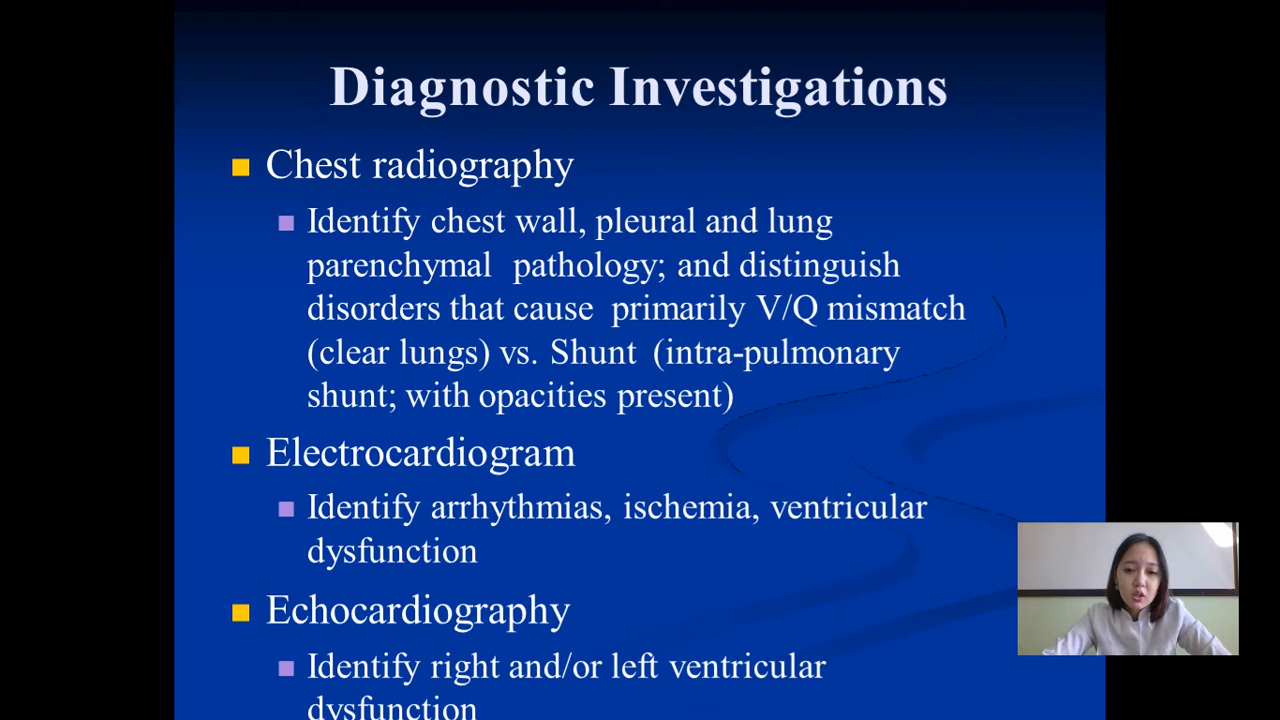 Diagnostic Investigations
Chest radiography
Identify chest wall, pleural and lung
parenchymal pathology; and distinguish
disorders that cause primarily V/Q mismatch
(clear lungs) vs. Shunt (intra-pulmonary
shunt; with opacities present)
Electrocardiogram
Identify arrhythmias, ischemia, ventricular
dysfunction
Echocardiography
Identify right and/or left ventricular
dysfunction